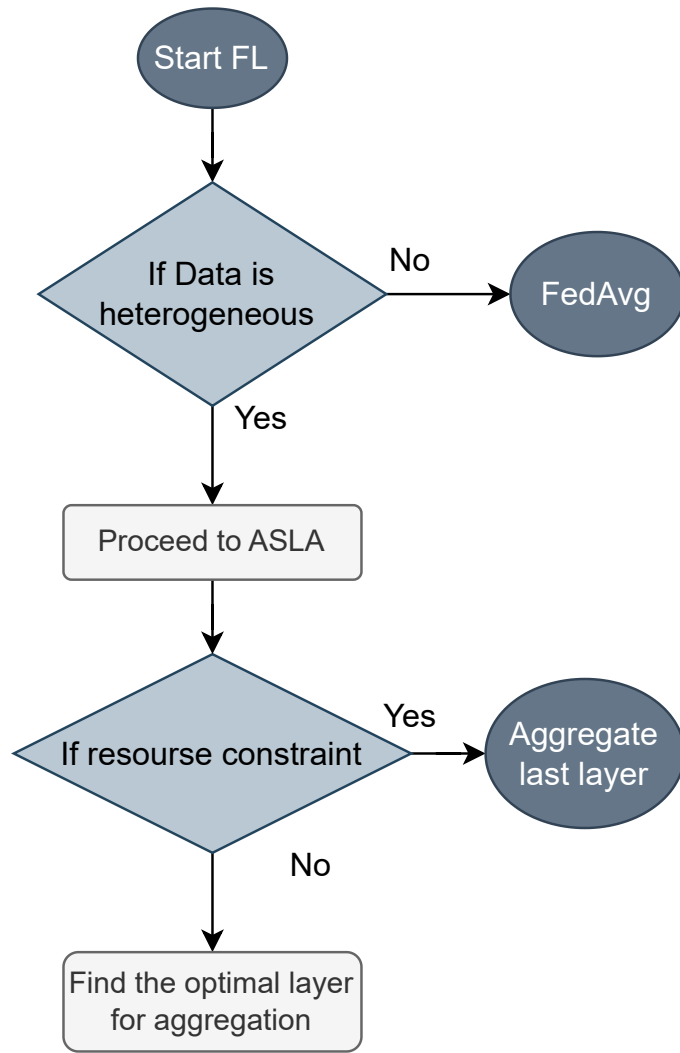 Start FL
If Data is
heterogeneous
No
FedAvg
Yes
Proceed to ASLA
If resourse constraint
Yes
Aggregate
last layer
No
Find the optimal layer
for aggregation